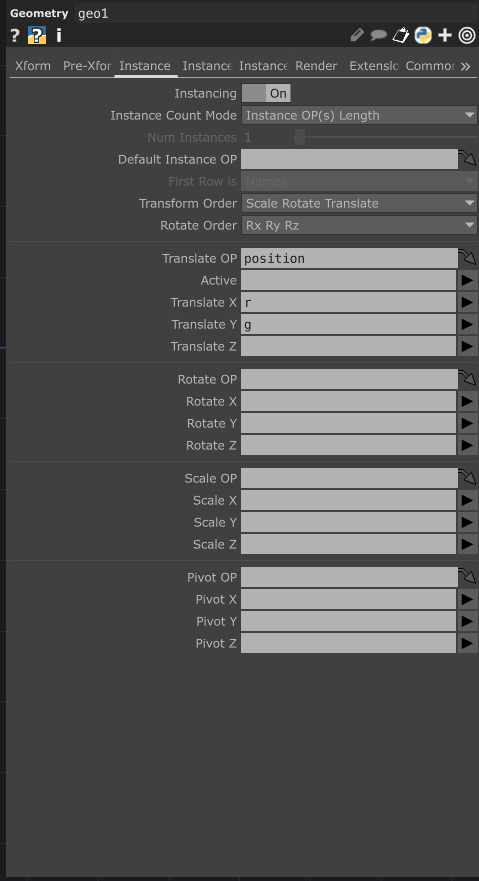 Geometry geo1
? ? i
Xform Pre-Xfor Instance Instance Instance Render Extensio Common »
Instancing On
Instance Count Mode Instance OP(s) Length
Num Instances 1
Default Instance OP
First Row is Names
Transform Order Scale Rotate Translate
Rotate Order Rx Ry Rz
Translate OP position
Active
Translate X r
Translate Y g
Translate Z
Rotate OP
Rotate X
Rotate Y
Rotate Z
Scale OP
Scale X
Scale Y
Scale Z
Pivot OP
Pivot X
Pivot Y
Pivot Z